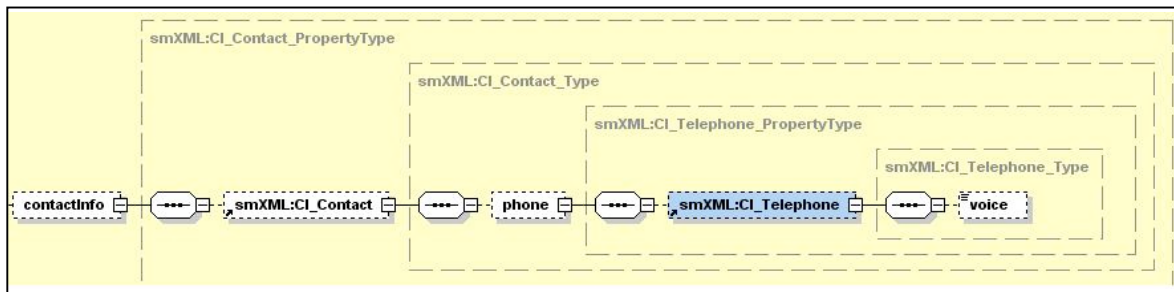 smXML:CI_Contact_PropertyType
smXML:CI_Contact_Type
smXML:CI_Telephone_PropertyType
smXML:CI_Telephone_Type
contactInfo smXML:CI_Contact phone smXML:CI_Telephone voice